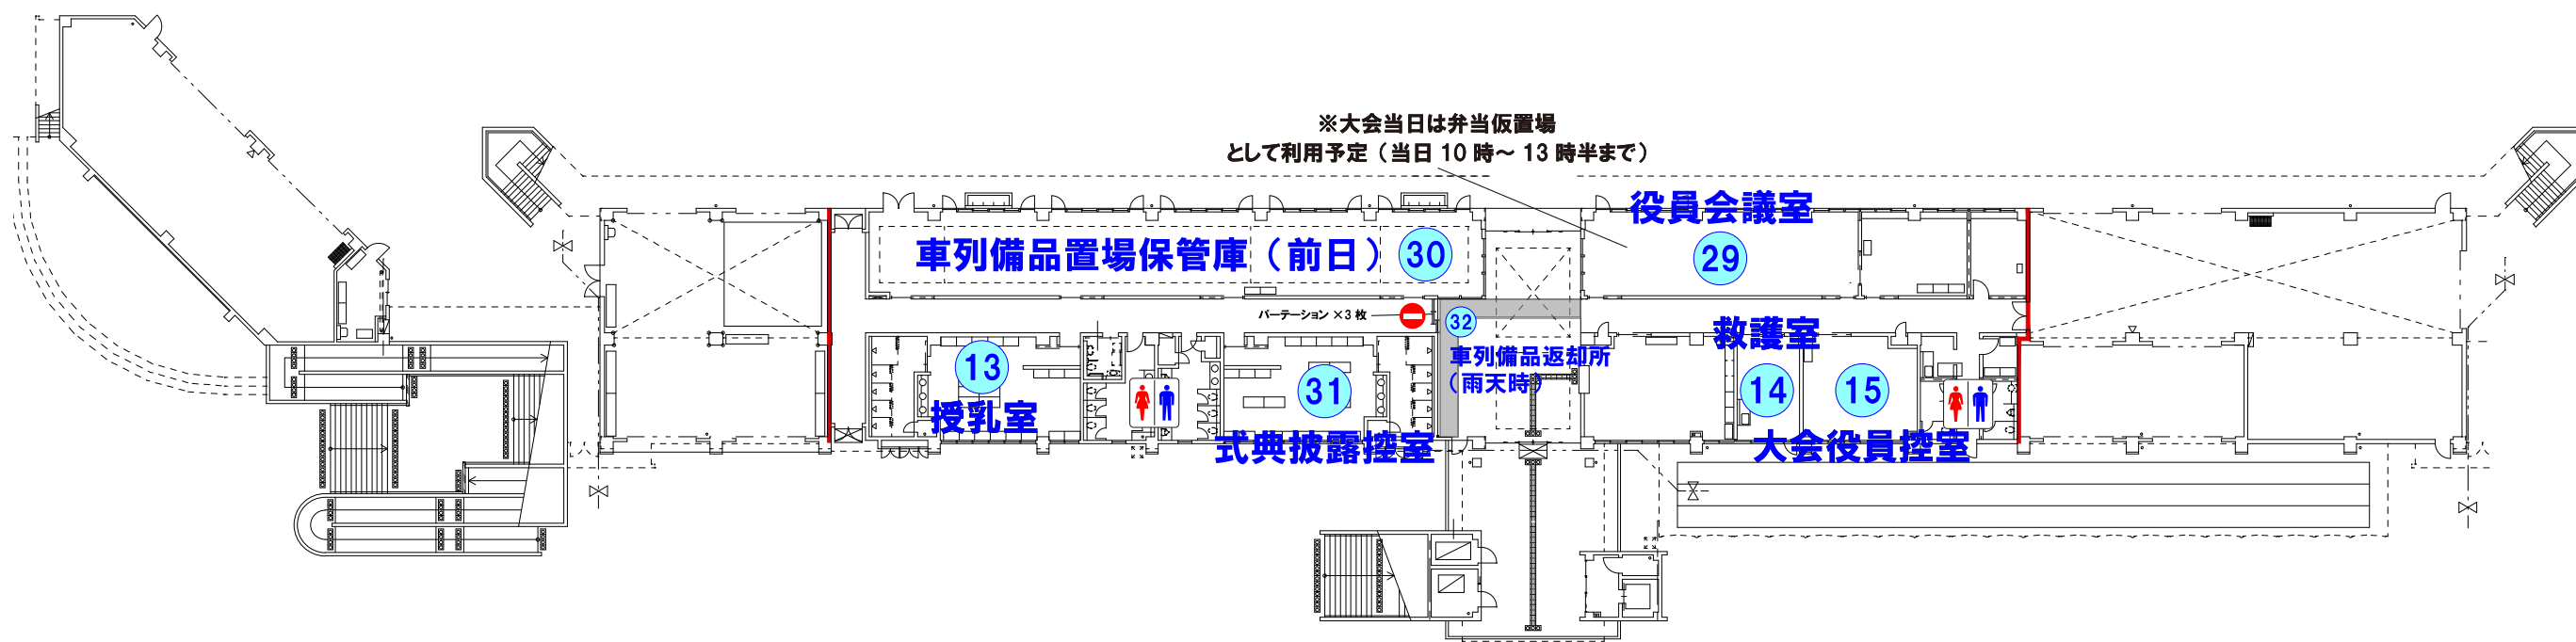 ※大会当日は弁当仮置場
として利用予定（当日 10 時～ 13 時半まで）
役員会議室
29
車列備品置場保管庫（前日）
30
パーテーション ×3 枚
32
車列備品返却所
（雨天時）
救護室
14
15
大会役員控室
13
授乳室
31
式典披露控室